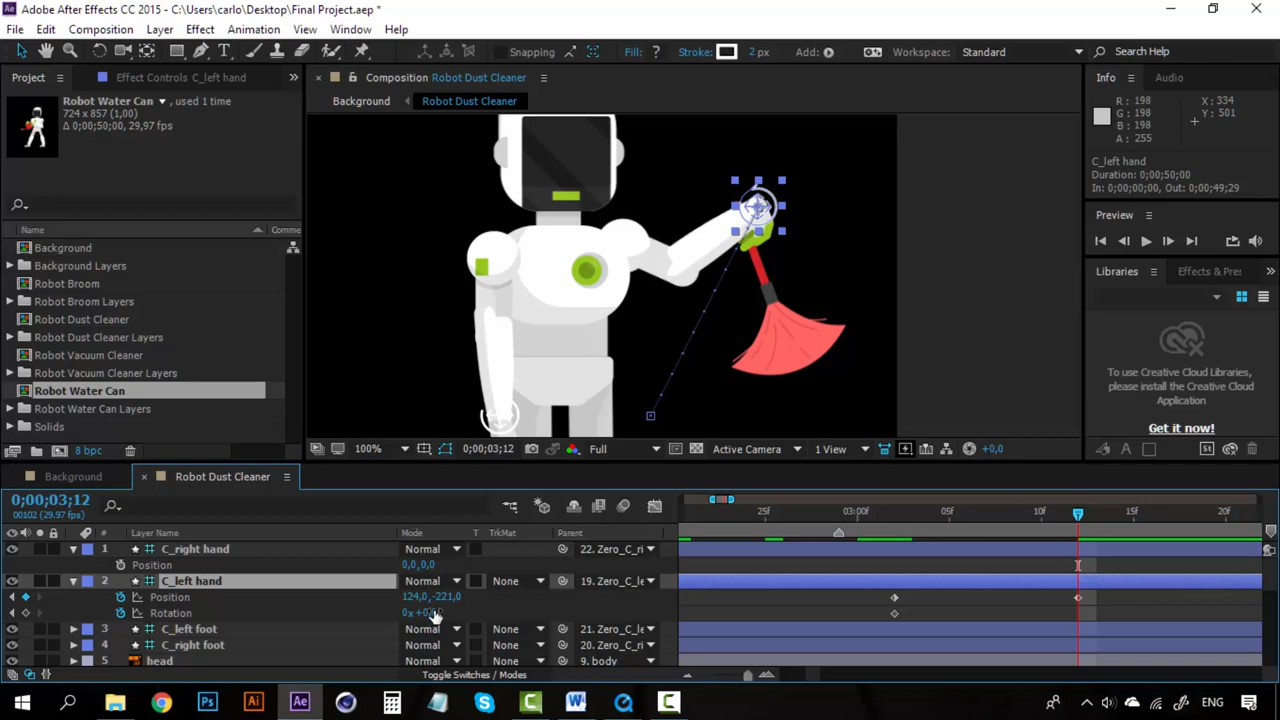 Adobe After Effects CC 2015 - C:\Users\carlo\Desktop\Final Project.aep *
File Edit Composition Layer Effect Animation View Window Help
Snapping Fill: ? Stroke: 2 px Add: Workspace: Standard Search Help
Project Effect Controls C_left hand
Composition Robot Dust Cleaner
Info Audio
Robot Water Can , used 1 time
724 x 857 (1,00)
Δ 0;00;50;00, 29,97 fps
Background Robot Dust Cleaner
R : 198
G : 198
B : 198
A : 255
X : 334
Y : 501
C_left hand
Duration: 0;00;50;00
In: 0;00;00;00, Out: 0;00;49;29
Preview
Libraries Effects & Pres
To use Creative Cloud Libraries,
please install the Creative Cloud
Application
Get it now!
Name Comment
Background
Background Layers
Robot Broom
Robot Broom Layers
Robot Dust Cleaner
Robot Dust Cleaner Layers
Robot Vacuum Cleaner
Robot Vacuum Cleaner Layers
Robot Water Can
Robot Water Can Layers
Solids
8 bpc
100% 0;00;03;12 Full Active Camera 1 View +0,0
Background Robot Dust Cleaner
0;00;03;12
00102 (29.97 fps)
25f 03:00f 05f 10f 15f 20f
# Layer Name Mode T TrkMat Parent
1 C_right hand Normal 22. Zero_C_ri
Position 0,0,0,0
2 C_left hand Normal None 19. Zero_C_le
Position 124,0,-221,0
Rotation 0x+0
3 C_left foot Normal None 21. Zero_C_le
4 C_right foot Normal None 20. Zero_C_ri
5 head Normal None 9. body
Toggle Switches / Modes
Ps Ai Ae ENG